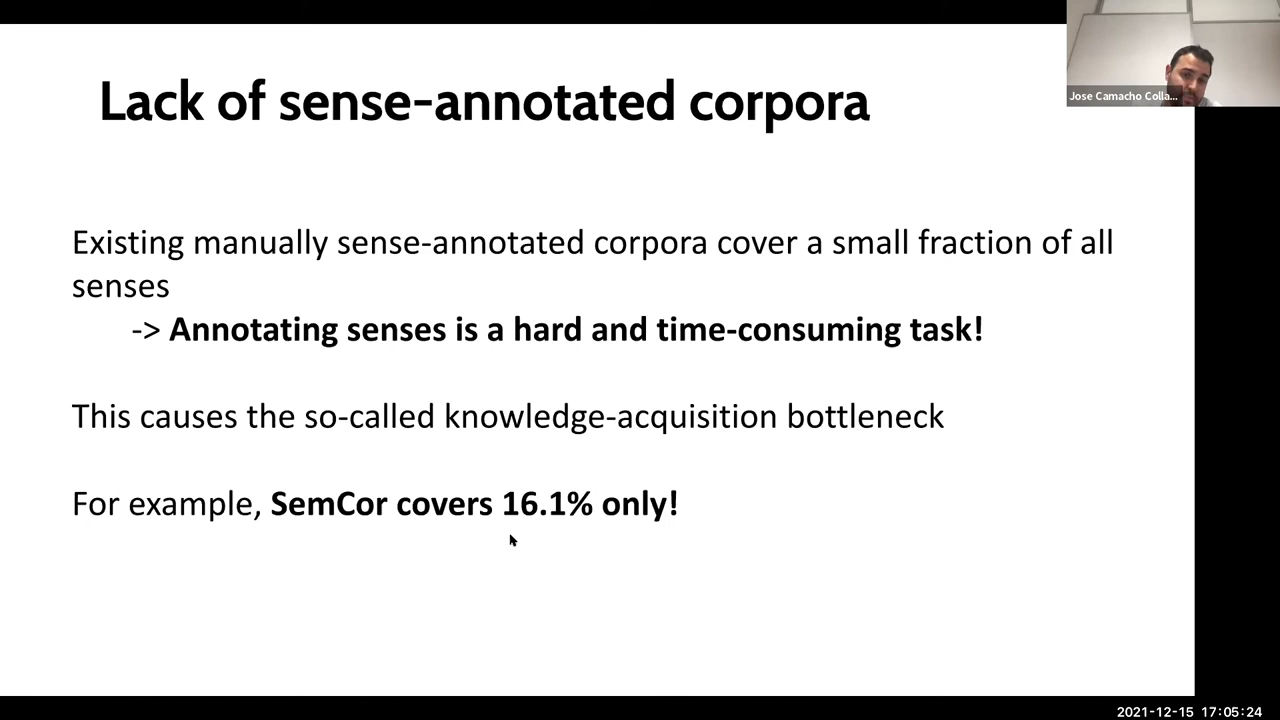 Lack of sense-annotated corpora
Jose Camacho Colla...
Existing manually sense-annotated corpora cover a small fraction of all
senses
-> Annotating senses is a hard and time-consuming task!
This causes the so-called knowledge-acquisition bottleneck
For example, SemCor covers 16.1% only!
2021-12-15 17:05:24